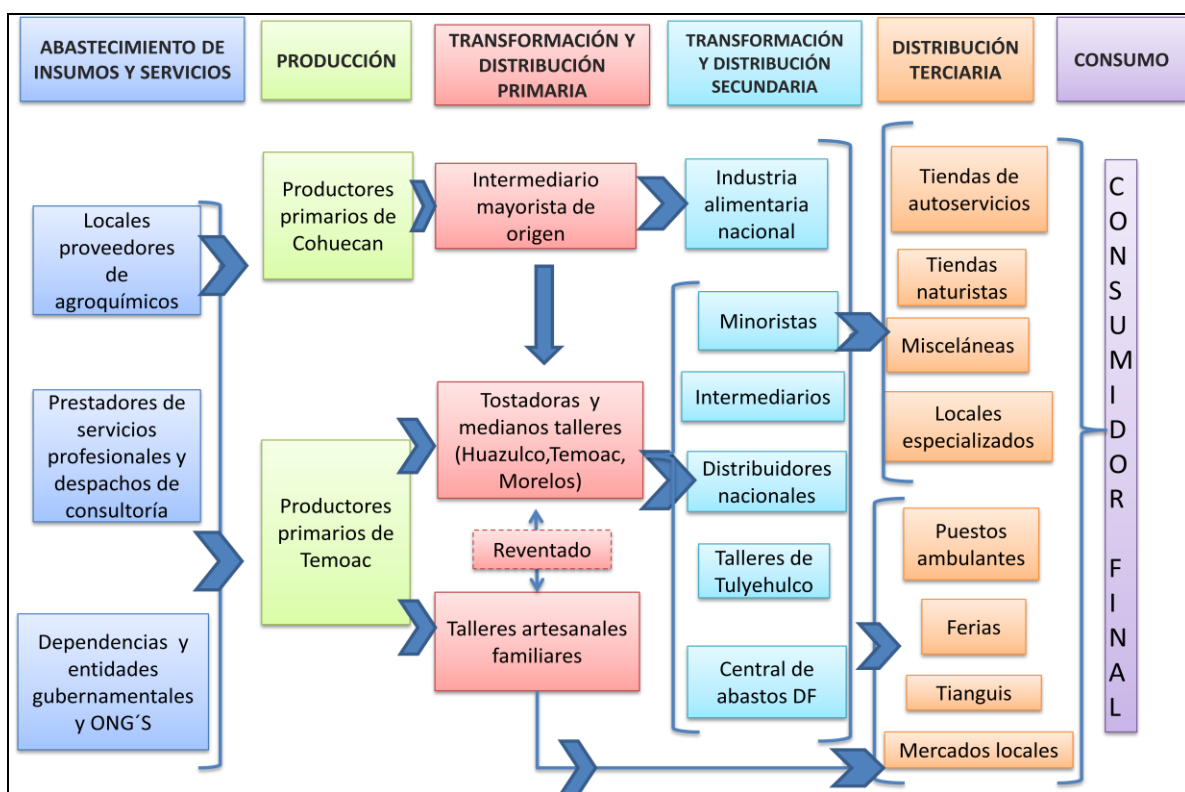 ABASTECIMIENTO DE
INSUMOS Y SERVICIOS
PRODUCCIÓN
TRANSFORMACIÓN Y
DISTRIBUCIÓN
PRIMARIA
TRANSFORMACIÓN
Y DISTRIBUCIÓN
SECUNDARIA
DISTRIBUCIÓN
TERCIARIA
CONSUMO
Locales
proveedores
de
agroquímicos
Prestadores de
servicios
profesionales y
despachos de
consultoría
Dependencias y
entidades
gubernamentales
y ONG´S
Productores
primarios de
Cohuecan
Productores
primarios de
Temoac
Intermediario
mayorista de
origen
Tostadoras y
medianos talleres
(Huazulco,Temoac,
Morelos)
Reventado
Talleres artesanales
familiares
Industria
alimentaria
nacional
Minoristas
Intermediarios
Distribuidores
nacionales
Talleres de
Tulyehulco
Central de
abastos DF
Tiendas de
autoservicios
Tiendas
naturistas
Misceláneas
Locales
especializados
Puestos
ambulantes
Ferias
Tianguis
Mercados locales
CONSUMIDOR FINAL